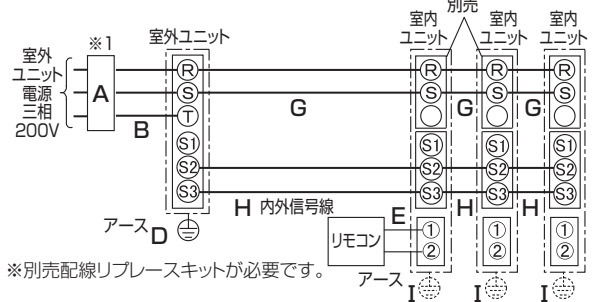 別売
室内
ユニット
室内
ユニット
室内
ユニット
室外ユニット
※1
室外
ユニット
電源
三相
200V
A
B
R
S
T
S1
S2
S3
G
H 内外信号線
アース D
R
S
S1
S2
S3
G
H
R
S
S1
S2
S3
G
H
R
S
S1
S2
S3
E
リモコン
①
②
①
②
①
②
アース I
I
I
※別売配線リプレースキットが必要です。